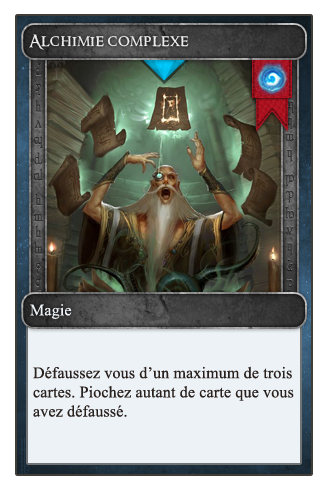 Alchimie complexe
Magie
Défaussez vous d'un maximum de trois
cartes. Piochez autant de carte que vous
avez défaussé.